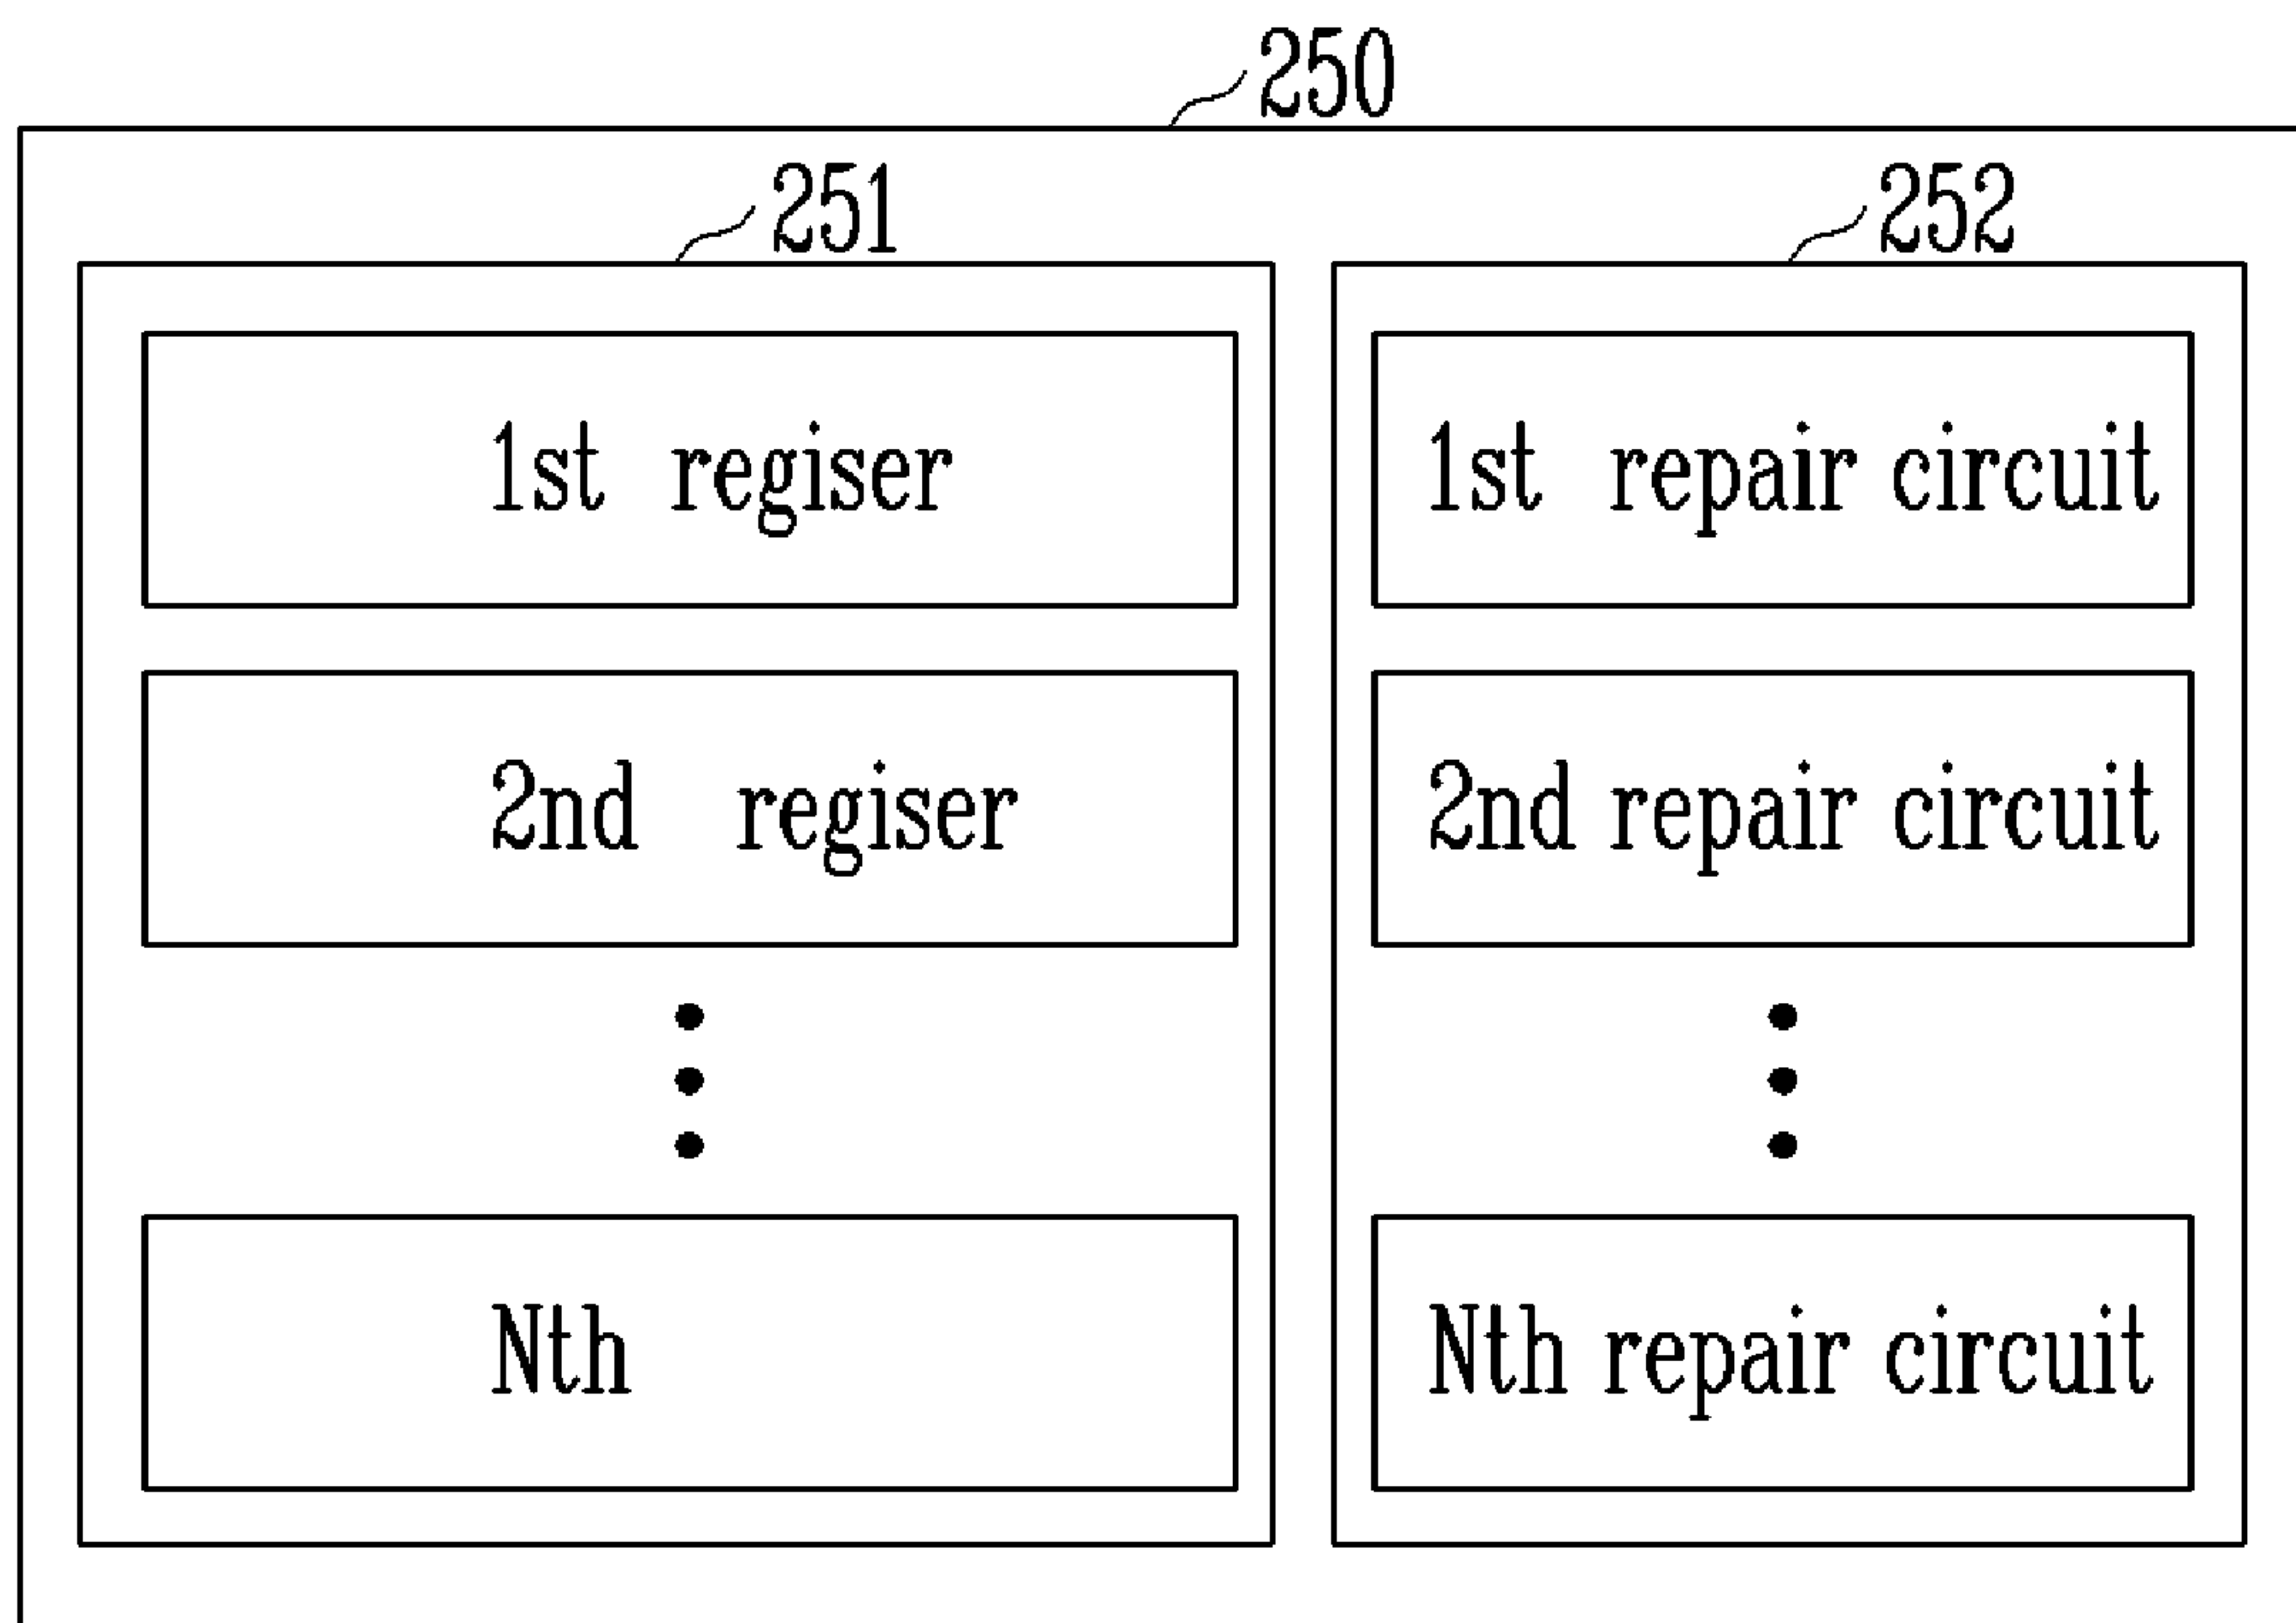 250
251
252
1st regiser
2nd regiser
Nth
1st repair circuit
2nd repair circuit
Nth repair circuit